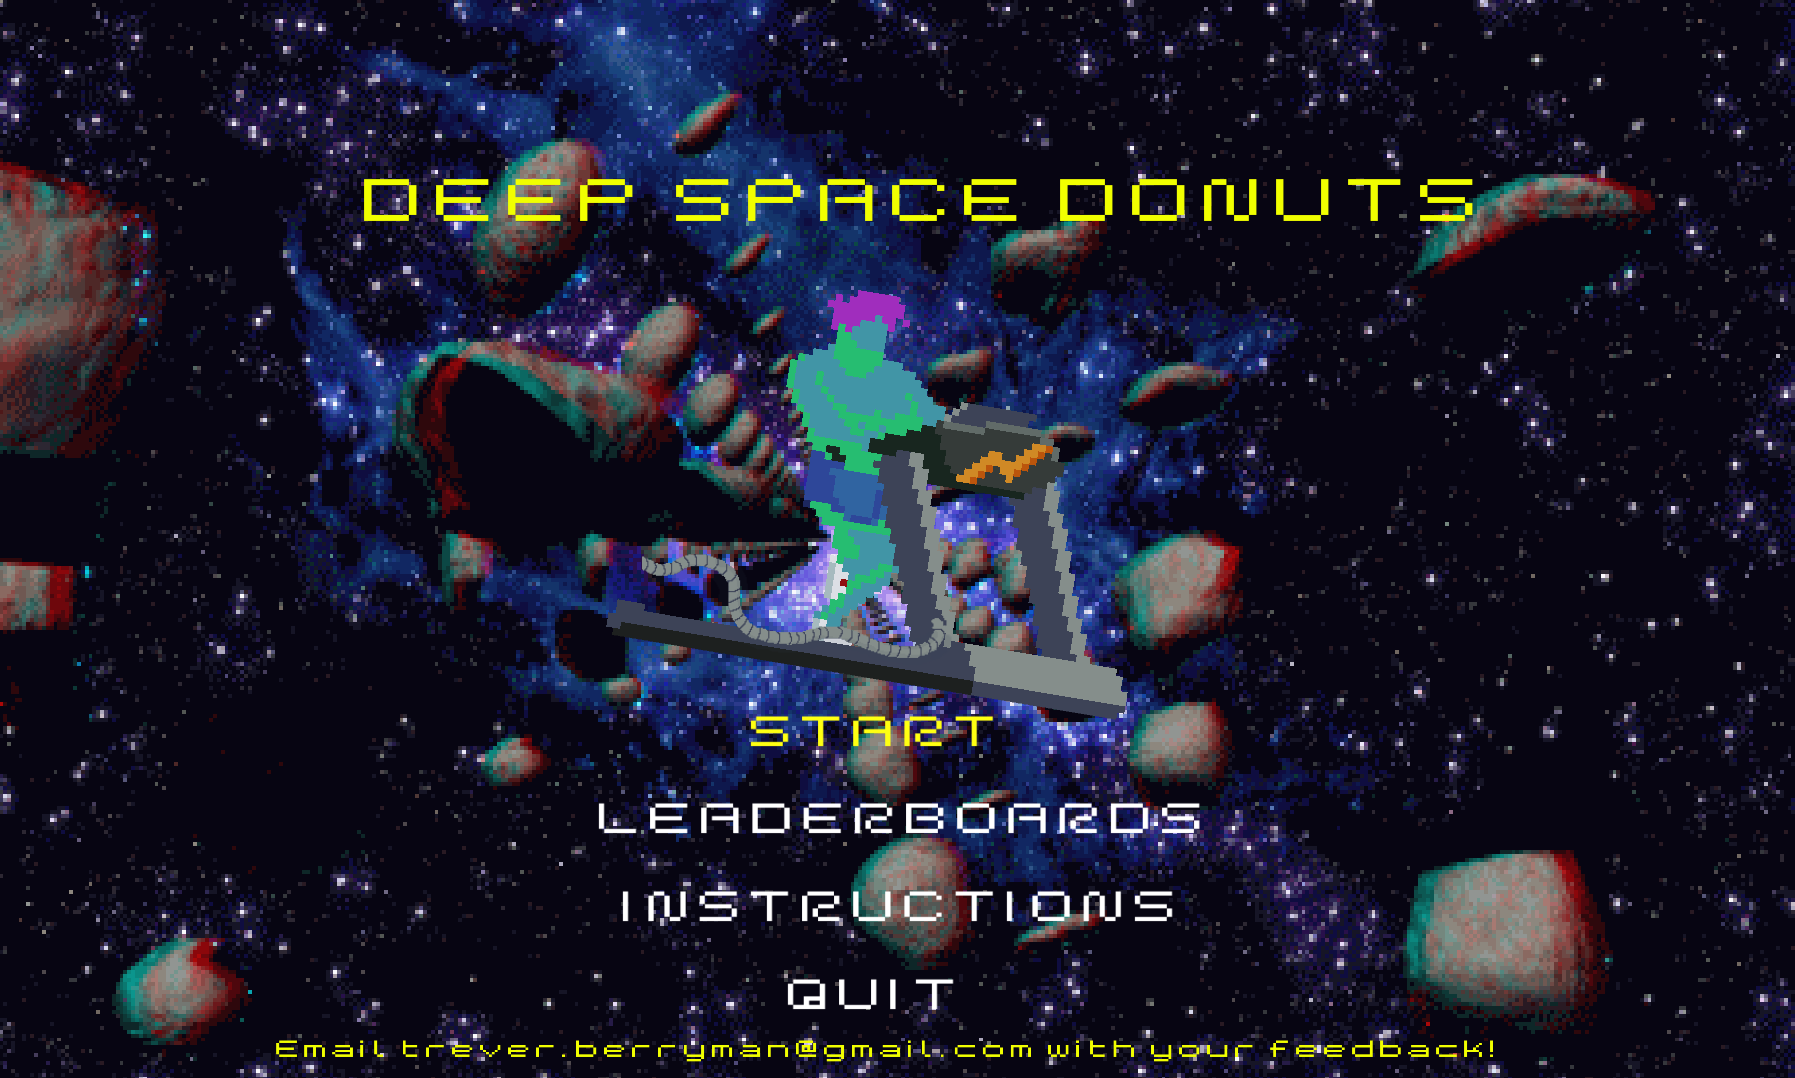 DEEP SPACE DONUTS
START
LEADERBOARDS
INSTRUCTIONS
QUIT
Email trever.berryman@gmail.com with your feedback!